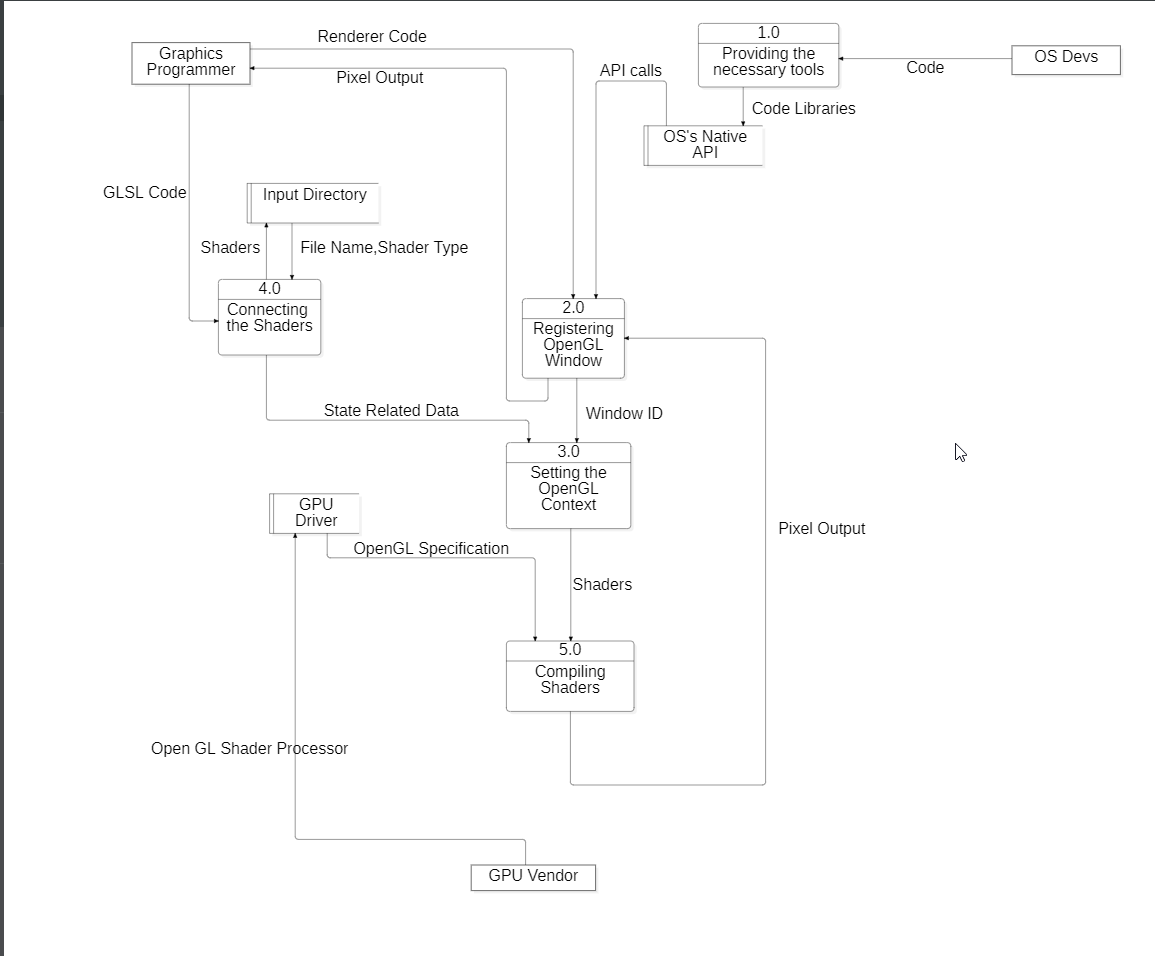 Renderer Code
Graphics
Programmer
Pixel Output
API calls
1.0
Providing the
necessary tools
Code
OS Devs
Code Libraries
OS's Native
API
GLSL Code
Input Directory
Shaders
File Name,Shader Type
4.0
Connecting
the Shaders
2.0
Registering
OpenGL
Window
State Related Data
Window ID
3.0
Setting the
OpenGL
Context
GPU
Driver
OpenGL Specification
Pixel Output
Shaders
5.0
Compiling
Shaders
Open GL Shader Processor
GPU Vendor